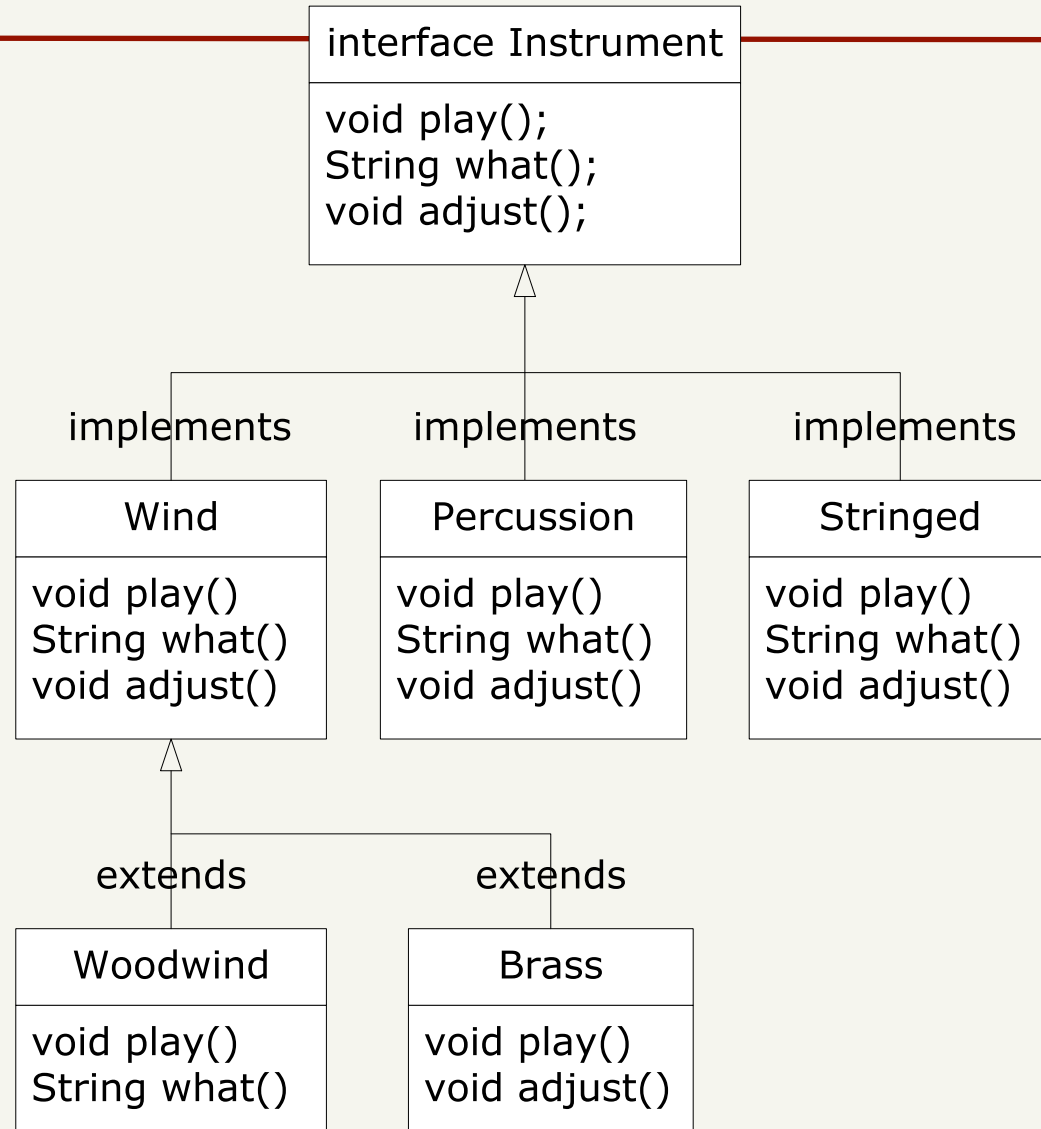 interface Instrument
void play();
String what();
void adjust();
implements
implements
implements
Wind
void play()
String what()
void adjust()
Percussion
void play()
String what()
void adjust()
Stringed
void play()
String what()
void adjust()
extends
extends
Woodwind
void play()
String what()
Brass
void play()
void adjust()